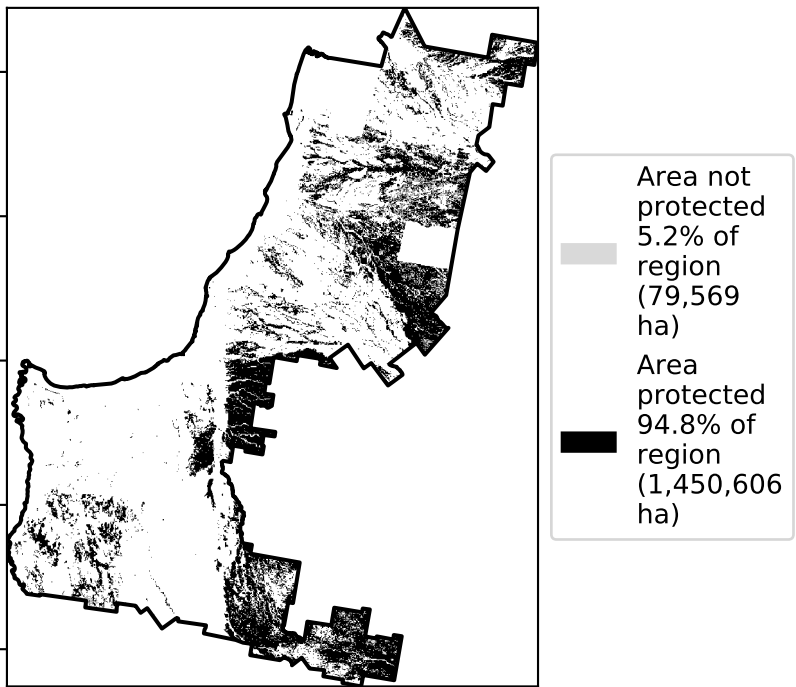 Area not
protected
5.2% of
region
(79,569
ha)
Area
protected
94.8% of
region
(1,450,606
ha)